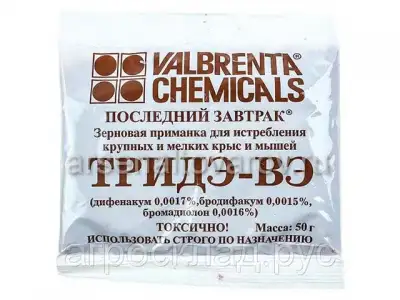 VALBRENTA®
CHEMICALS
ПОСЛЕДНИЙ ЗАВТРАК®
Зерновая приманка для истребления
крупных и мелких крыс и мышей
ТРИДЭ-ВЭ
(дифенакум 0,0017%,бродифакум 0,0015%,
бромадиолон 0,0016%)
ТОКСИЧНО! Масса: 50 г
ИСПОЛЬЗОВАТЬ СТРОГО ПО НАЗНАЧЕНИЮ
агросклад.рус